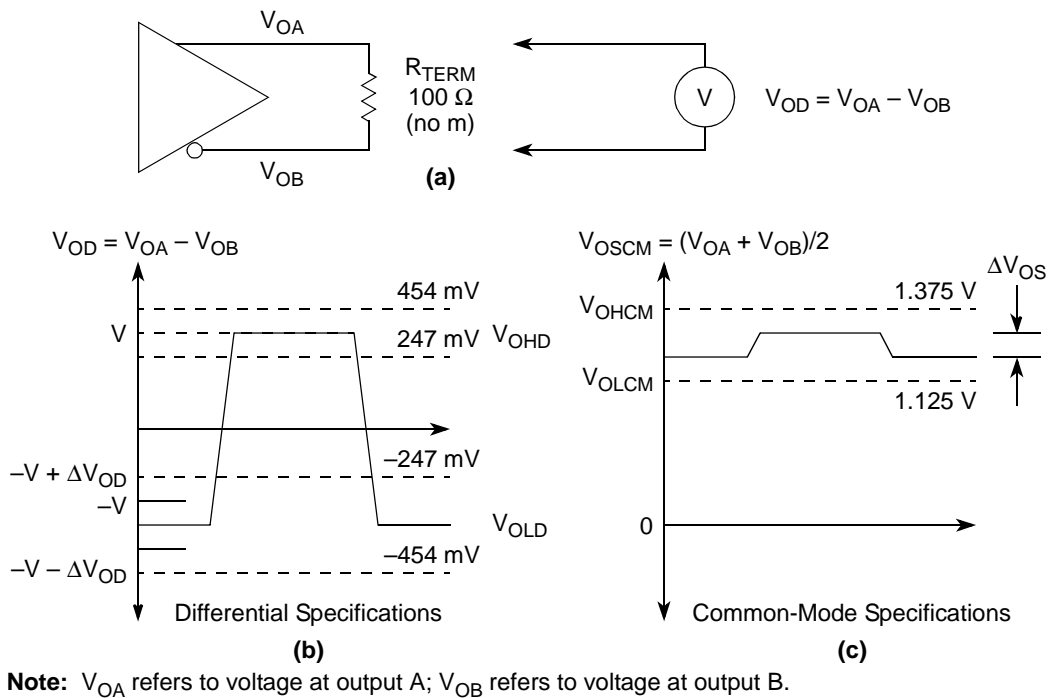 V_OA
R_TERM
100 Ω
(no m)
V
V_OD = V_OA – V_OB
V_OB
(a)
V_OD = V_OA – V_OB
454 mV
V
247 mV
V_OHD
–247 mV
–V + ΔV_OD
–V
V_OLD
–454 mV
–V – ΔV_OD
Differential Specifications
(b)
V_OSCM = (V_OA + V_OB)/2
ΔV_OS
1.375 V
V_OHCM
V_OLCM
1.125 V
0
Common-Mode Specifications
(c)
Note: V_OA refers to voltage at output A; V_OB refers to voltage at output B.